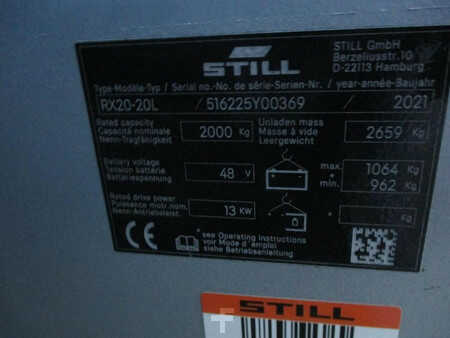 STILL
STILL GmbH
Berzeliusstr.10
D-22113 Hamburg
Type-Modèle-Typ / Serial no.-No. de série-Serien-Nr. / year-année-Baujahr
RX20-20L / 516225Y00369 / 2021
Rated capacity
Capacité nominale
Nenn-Tragfähigkeit
2000 Kg
Unladen mass
Masse à vide
Leergewicht
2659 Kg
Battery voltage
Tension batterie
Batteriespannung
48 V
max. 1064 Kg
min. 962 Kg
Rated drive power
Puissance motr.nom.
Nenn-Antriebsleist.
13 KW
* Kg
CE
* see Operating Instructions
voir Mode d'emploi
siehe Betriebsanleitung
STILL